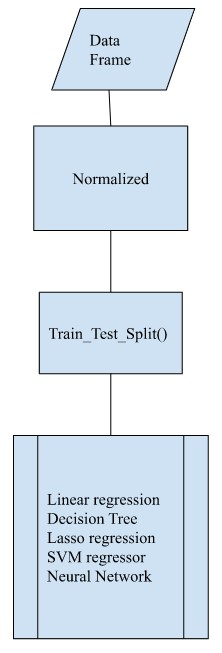 Data
Frame
Normalized
Train_Test_Split()
Linear regression
Decision Tree
Lasso regression
SVM regressor
Neural Network